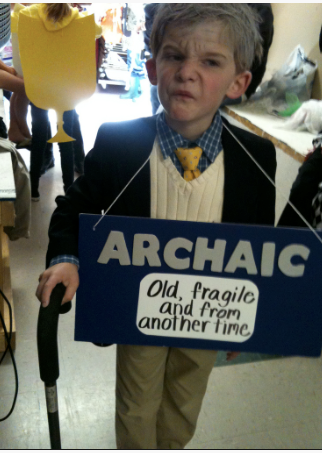 ARCHAIC
Old, fragile
and from
another time